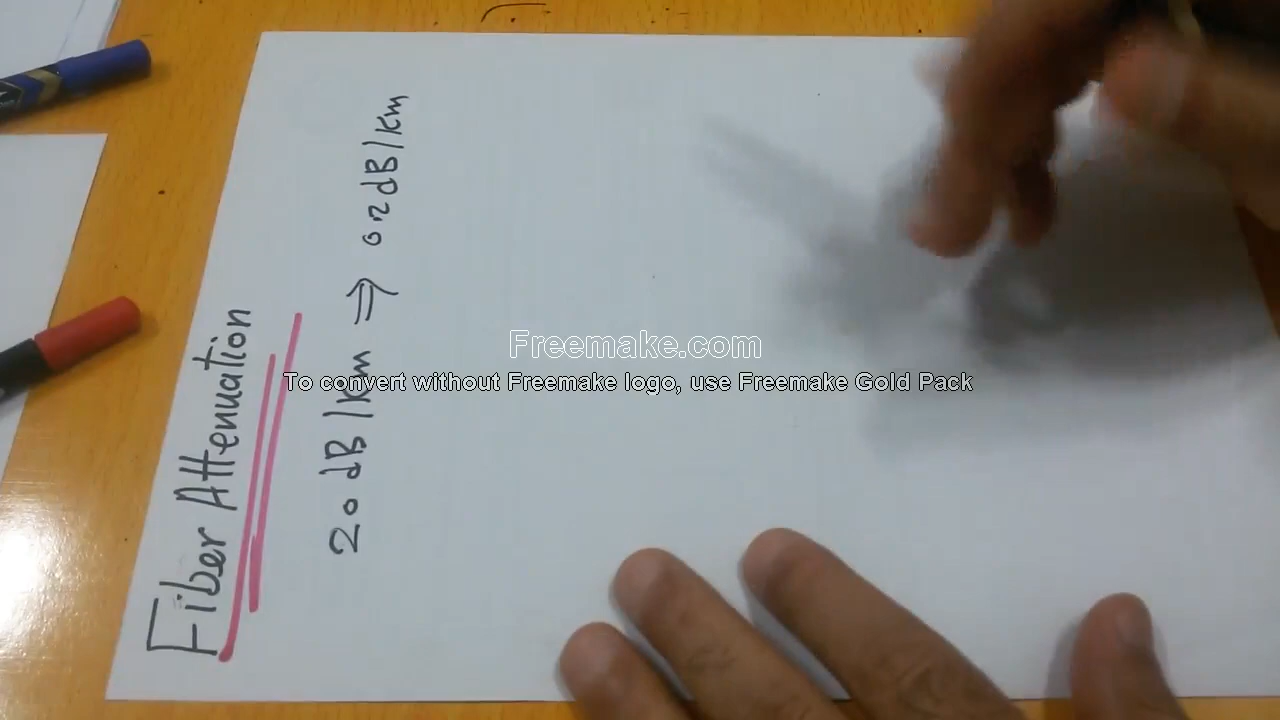 Fiber Attenuation
20 dB/km ⇒ 0.2 dB/km
Freemake.com
To convert without Freemake logo, use Freemake Gold Pack